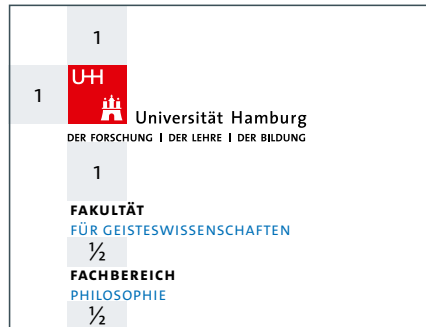 1
UH
1
Universität Hamburg
DER FORSCHUNG I DER LEHRE I DER BILDUNG
1
FAKULTÄT
FÜR GEISTESWISSENSCHAFTEN
½
FACHBEREICH
PHILOSOPHIE
½